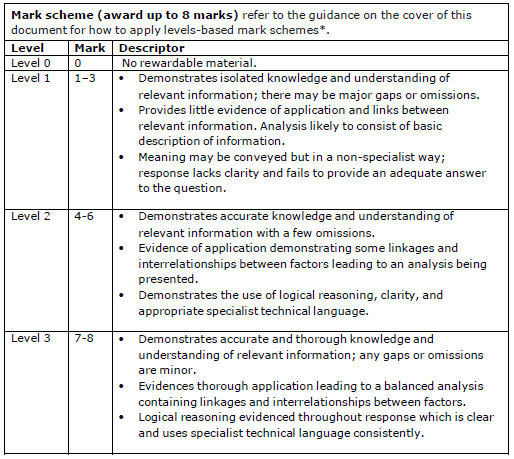 Mark scheme (award up to 8 marks) refer to the guidance on the cover of this
document for how to apply levels-based mark schemes*.
Level Mark Descriptor
Level 0 0 No rewardable material.
Level 1 1–3 • Demonstrates isolated knowledge and understanding of
relevant information; there may be major gaps or omissions.
• Provides little evidence of application and links between
relevant information. Analysis likely to consist of basic
description of information.
• Meaning may be conveyed but in a non-specialist way;
response lacks clarity and fails to provide an adequate answer
to the question.
Level 2 4-6 • Demonstrates accurate knowledge and understanding of
relevant information with a few omissions.
• Evidence of application demonstrating some linkages and
interrelationships between factors leading to an analysis being
presented.
• Demonstrates the use of logical reasoning, clarity, and
appropriate specialist technical language.
Level 3 7-8 • Demonstrates accurate and thorough knowledge and
understanding of relevant information; any gaps or omissions
are minor.
• Evidences thorough application leading to a balanced analysis
containing linkages and interrelationships between factors.
• Logical reasoning evidenced throughout response which is clear
and uses specialist technical language consistently.